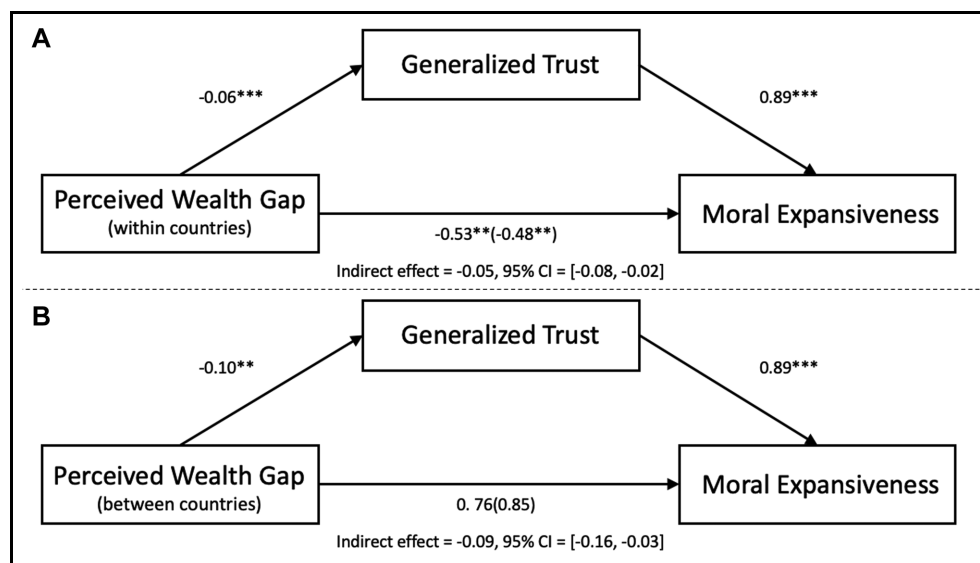 A
Generalized Trust
-0.06***
0.89***
Perceived Wealth Gap
(within countries)
Moral Expansiveness
-0.53**(-0.48**)
Indirect effect = -0.05, 95% CI = [-0.08, -0.02]
B
Generalized Trust
-0.10**
0.89***
Perceived Wealth Gap
(between countries)
Moral Expansiveness
0. 76(0.85)
Indirect effect = -0.09, 95% CI = [-0.16, -0.03]